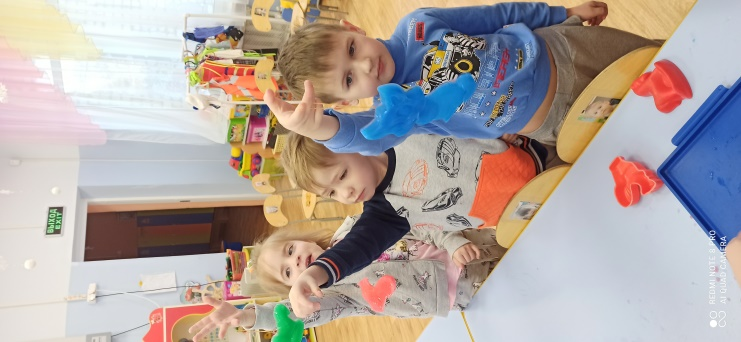 ВЫХОД
EXIT
REDMI NOTE 8 PRO
AI QUAD CAMERA